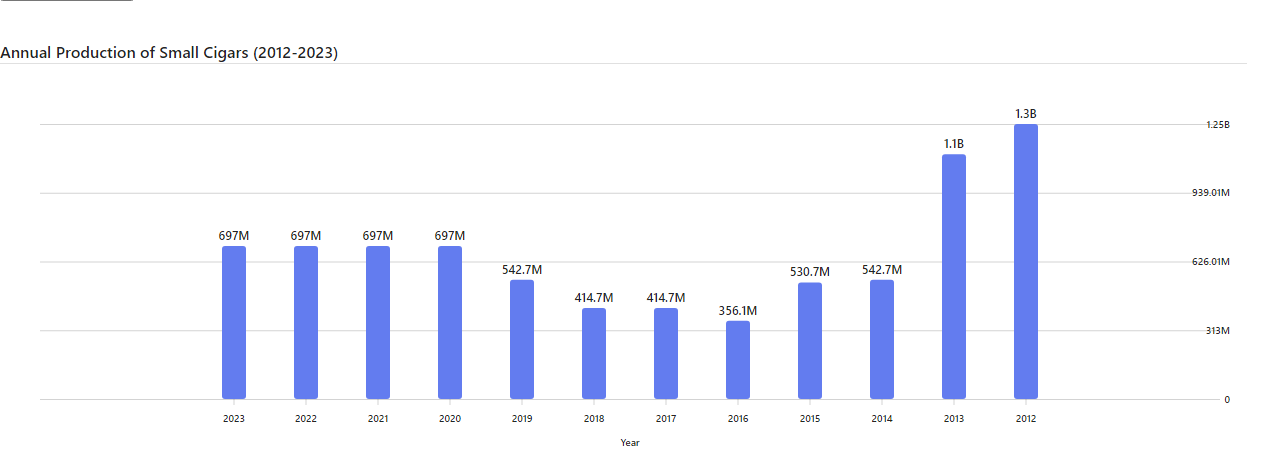 Annual Production of Small Cigars (2012-2023)
1.3B
1.25B
1.1B
939.01M
697M 697M 697M 697M
626.01M
542.7M 530.7M 542.7M
414.7M 414.7M
356.1M
313M
0
2023 2022 2021 2020 2019 2018 2017 2016 2015 2014 2013 2012
Year